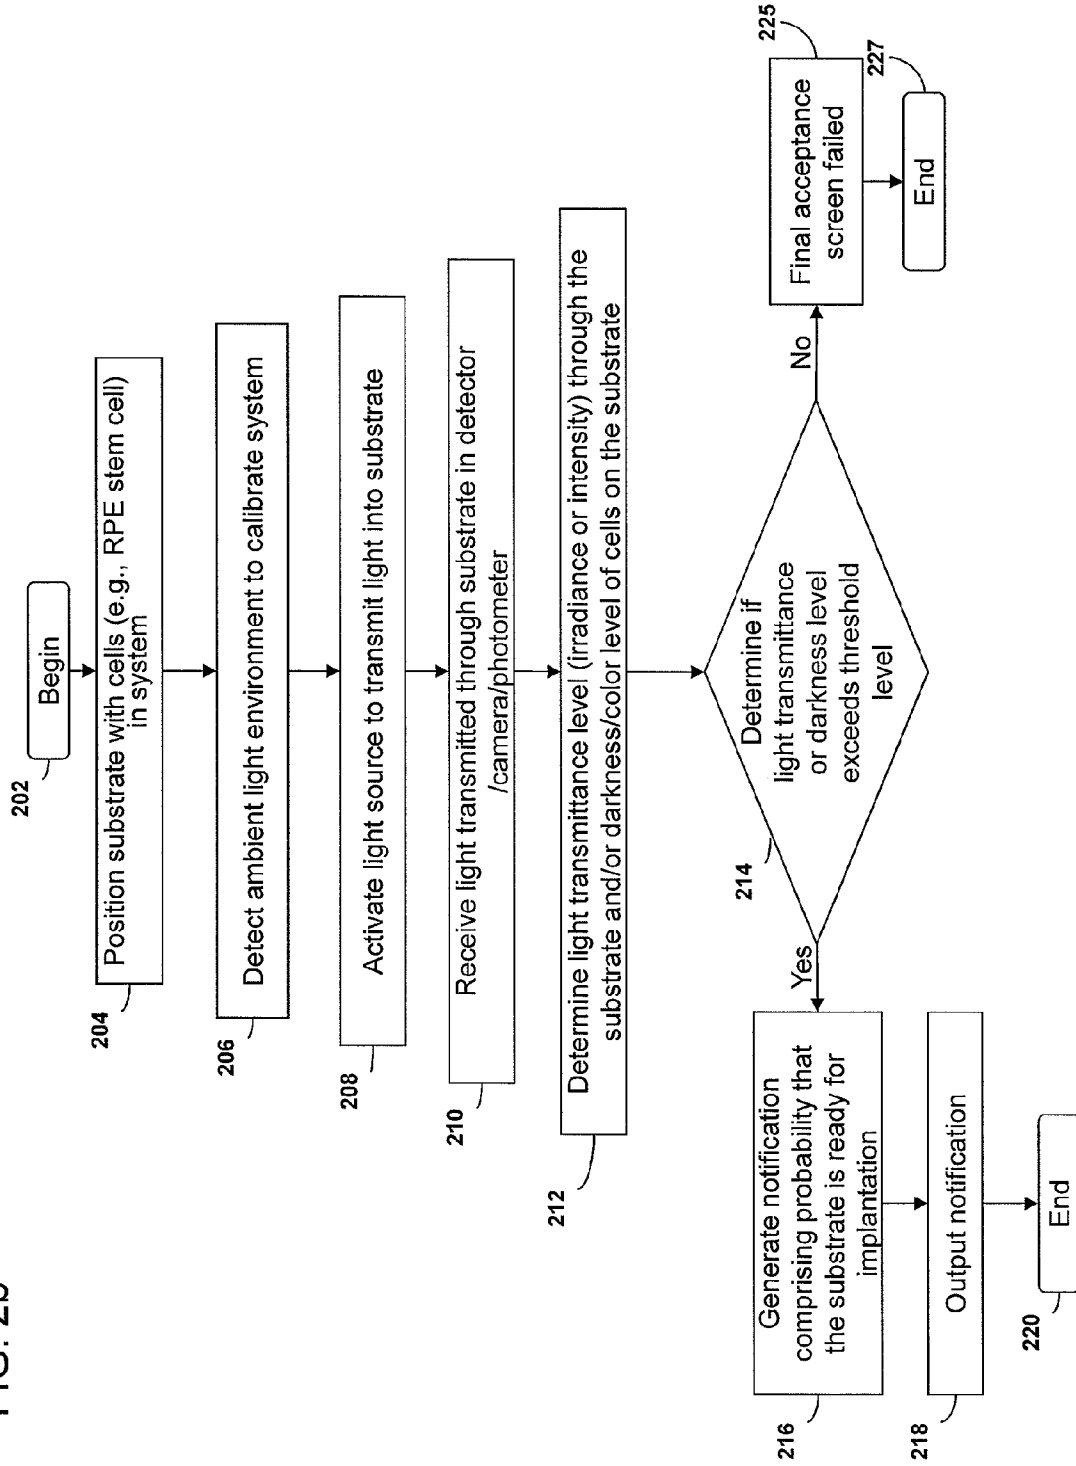 FIG. 2b
202
Begin
204
Position substrate with cells (e.g., RPE stem cell)
in system
206
Detect ambient light environment to calibrate system
208
Activate light source to transmit light into substrate
210
Receive light transmitted through substrate in detector
/camera/photometer
212
Determine light transmittance level (irradiance or intensity) through the
substrate and/or darkness/color level of cells on the substrate
214
Determine if
light transmittance
or darkness level
exceeds threshold
level
Yes
No
216
Generate notification
comprising probability that
the substrate is ready for
implantation
218
Output notification
220
End
225
Final acceptance
screen failed
227
End